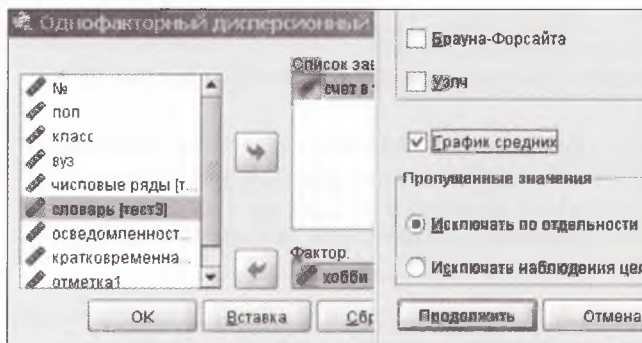 Однофакторный дисперсионный
Список зав
счет в
№
пол
класс
вуз
числовые ряды [т...
словарь [тест3]
осведомленност...
кратковременна...
отметка1
Фактор.
хобби
ОК
Вставка
Сбр
Брауна-Форсайта
Уэлч
График средних
Пропущенные значения
Исключать по отдельности
Исключать наблюдения цел
Продолжить
Отмена